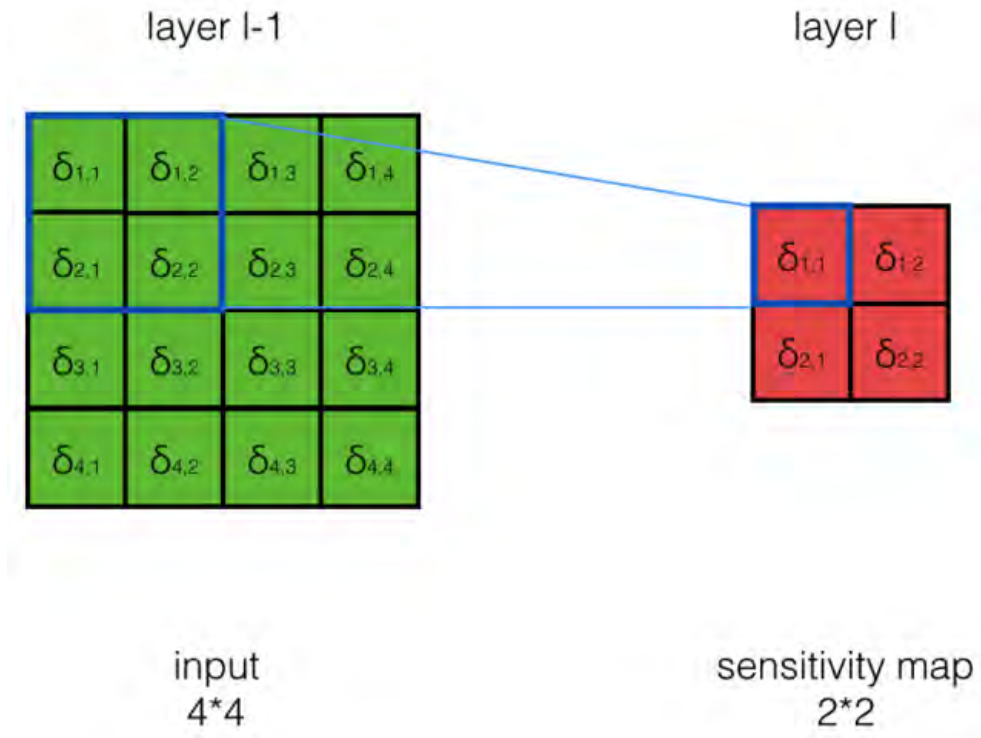 layer l-1
layer l
δ1,1 δ1,2 δ1,3 δ1,4
δ2,1 δ2,2 δ2,3 δ2,4
δ3,1 δ3,2 δ3,3 δ3,4
δ4,1 δ4,2 δ4,3 δ4,4
δ1,1 δ1,2
δ2,1 δ2,2
input
4*4
sensitivity map
2*2